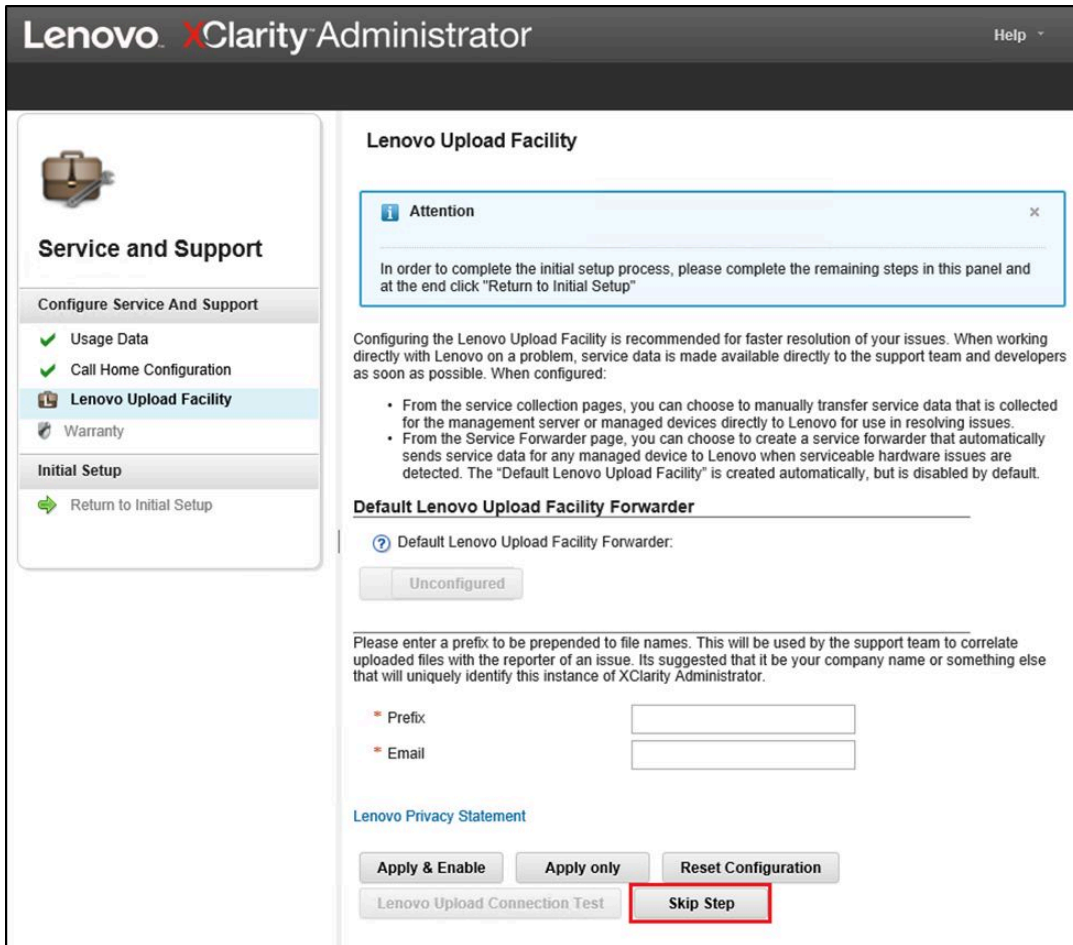 Lenovo. XClarity Administrator
Help
Service and Support
Configure Service And Support
Usage Data
Call Home Configuration
Lenovo Upload Facility
Warranty
Initial Setup
Return to Initial Setup
Lenovo Upload Facility
Attention
In order to complete the initial setup process, please complete the remaining steps in this panel and
at the end click "Return to Initial Setup"
Configuring the Lenovo Upload Facility is recommended for faster resolution of your issues. When working
directly with Lenovo on a problem, service data is made available directly to the support team and developers
as soon as possible. When configured:
• From the service collection pages, you can choose to manually transfer service data that is collected
for the management server or managed devices directly to Lenovo for use in resolving issues.
• From the Service Forwarder page, you can choose to create a service forwarder that automatically
sends service data for any managed device to Lenovo when serviceable hardware issues are
detected. The “Default Lenovo Upload Facility” is created automatically, but is disabled by default.
Default Lenovo Upload Facility Forwarder
Default Lenovo Upload Facility Forwarder:
Unconfigured
Please enter a prefix to be prepended to file names. This will be used by the support team to correlate
uploaded files with the reporter of an issue. Its suggested that it be your company name or something else
that will uniquely identify this instance of XClarity Administrator.
* Prefix
* Email
Lenovo Privacy Statement
Apply & Enable
Apply only
Reset Configuration
Lenovo Upload Connection Test
Skip Step